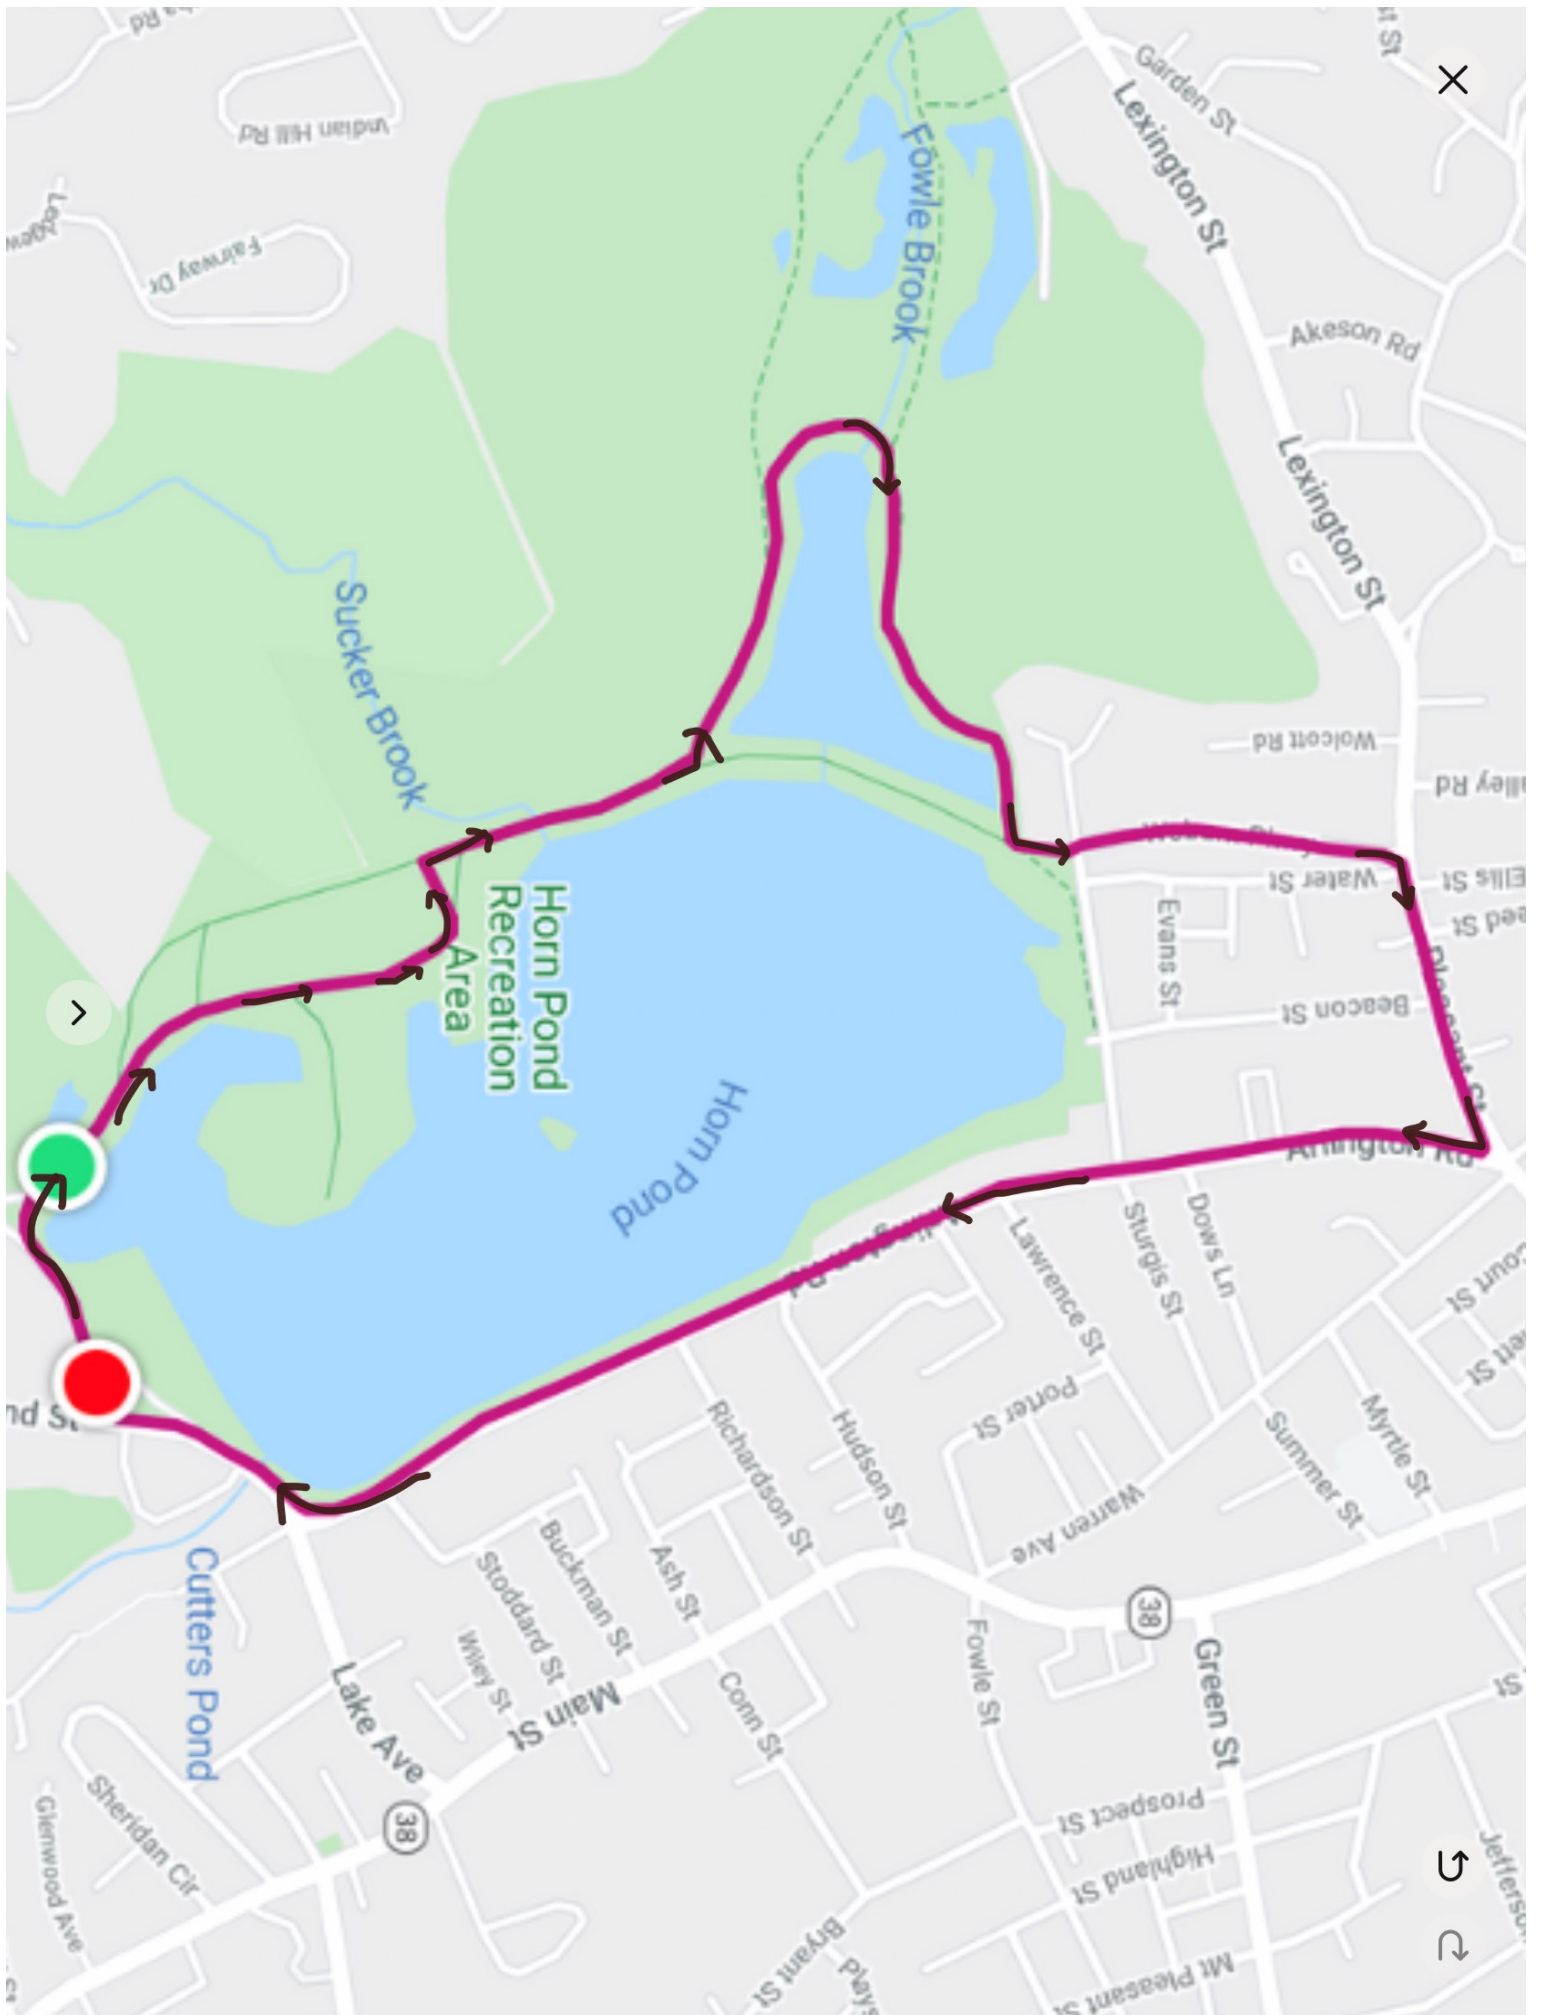 Indian Hill Rd
Fairway Dr
Garden St
Lexington St
Fowle Brook
Akeson Rd
Lexington St
Sucker Brook
Wolcott Rd
Water St
Ellis St
Evans St
Beacon St
Pleasant St
Arlington Rd
Horn Pond
Recreation
Area
Horn Pond
Dows Ln
Sturgis St
Lawrence St
Porter St
Hudson St
Richardson St
Warren Ave
Summer St
Myrtle St
Court St
Buckman St
Stoddard St
Ash St
Wiley St
Main St
Conn St
Fowle St
38
Green St
Cutters Pond
Lake Ave
38
Sheridan Cir
Glenwood Ave
Prospect St
Highland St
Bryant St
Mt Pleasant St